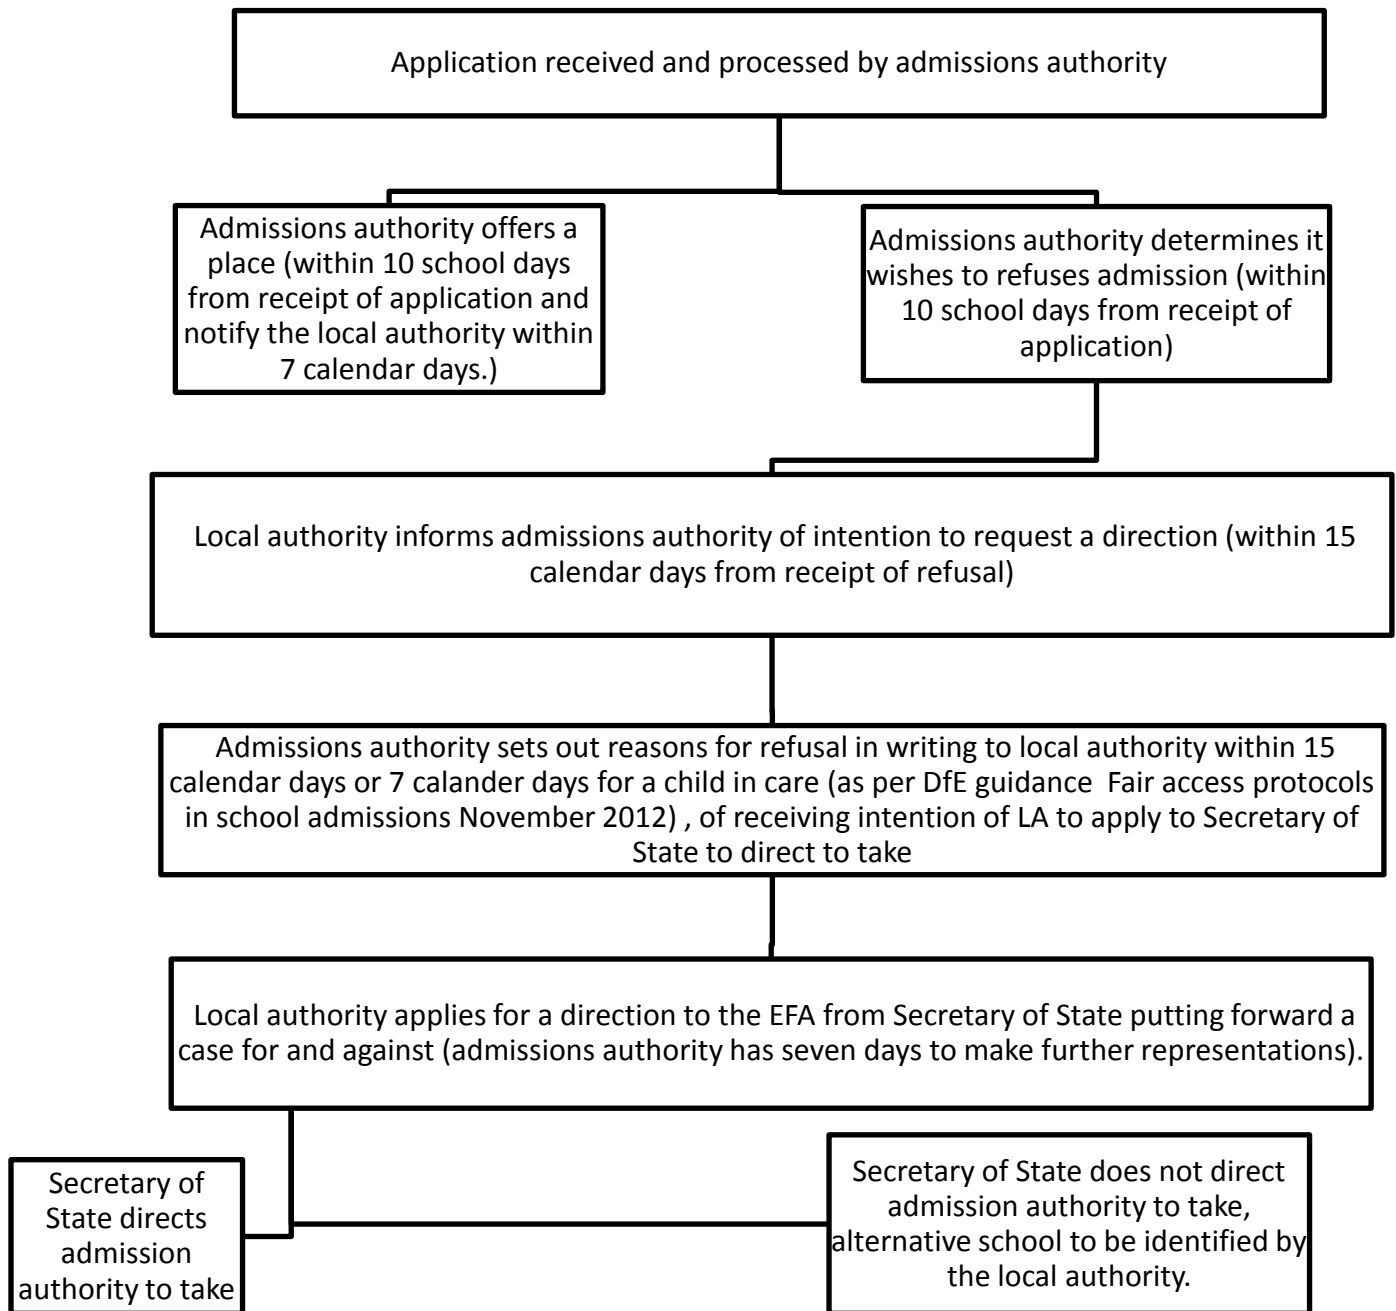 Application received and processed by admissions authority
Admissions authority offers a
place (within 10 school days
from receipt of application and
notify the local authority within
7 calendar days.)
Admissions authority determines it
wishes to refuses admission (within
10 school days from receipt of
application)
Local authority informs admissions authority of intention to request a direction (within 15
calendar days from receipt of refusal)
Admissions authority sets out reasons for refusal in writing to local authority within 15
calendar days or 7 calander days for a child in care (as per DfE guidance  Fair access protocols
in school admissions November 2012) , of receiving intention of LA to apply to Secretary of
State to direct to take
Local authority applies for a direction to the EFA from Secretary of State putting forward a
case for and against (admissions authority has seven days to make further representations).
Secretary of
State directs
admission
authority to take
Secretary of State does not direct
admission authority to take,
alternative school to be identified by
the local authority.